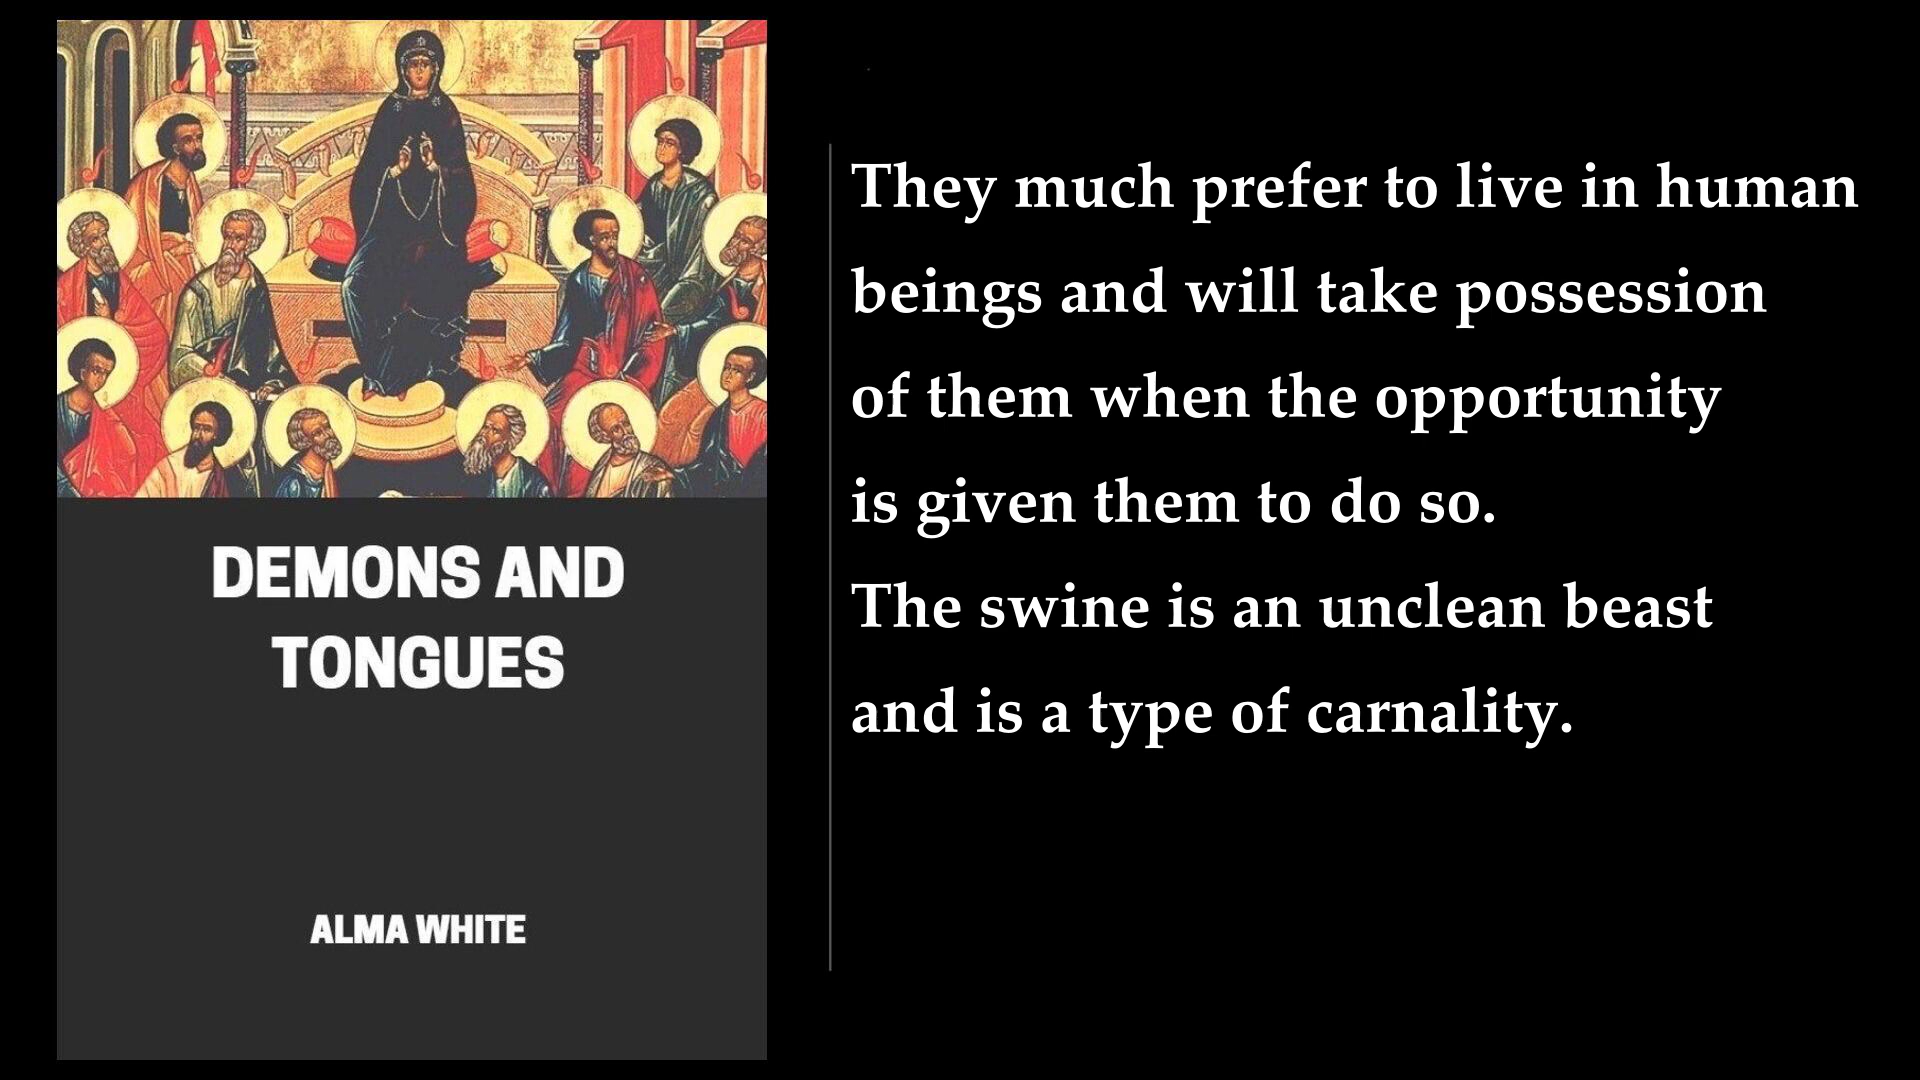 DEMONS AND
TONGUES
ALMA WHITE
They much prefer to live in human
beings and will take possession
of them when the opportunity
is given them to do so.
The swine is an unclean beast
and is a type of carnality.